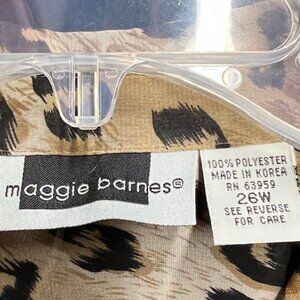 maggie barnes®
100% POLYESTER
MADE IN KOREA
RN 63959
26W
SEE REVERSE
FOR CARE